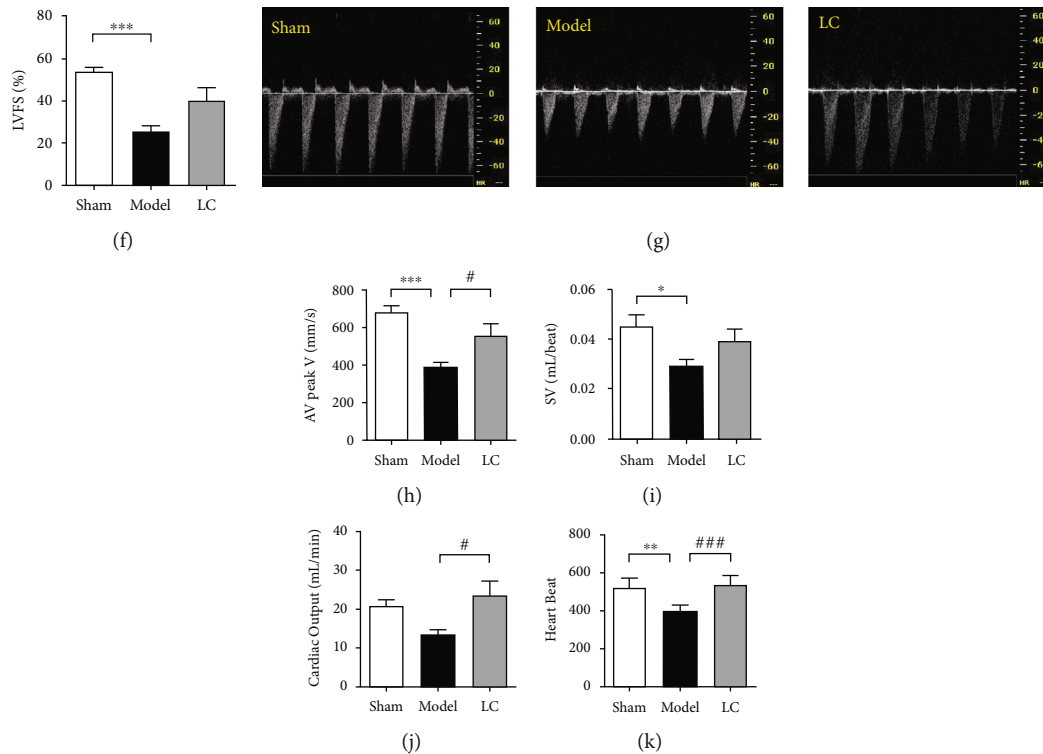 80
60
40
20
0
LVFS (%)
***
Sham
Model
LC
(f)
Sham
60
20
0
-20
-40
-60
HR ---
Model
60
20
0
-20
-40
-60
HR ---
LC
60
20
0
-20
-40
-60
HR ---
(g)
800
600
400
200
0
AV peak V (mm/s)
***
#
Sham
Model
LC
(h)
0.06
0.04
0.02
0.00
SV (mL/beat)
*
Sham
Model
LC
(i)
40
30
20
10
0
Cardiac Output (mL/min)
#
Sham
Model
LC
(j)
800
600
400
200
0
Heart Beat
**
###
Sham
Model
LC
(k)